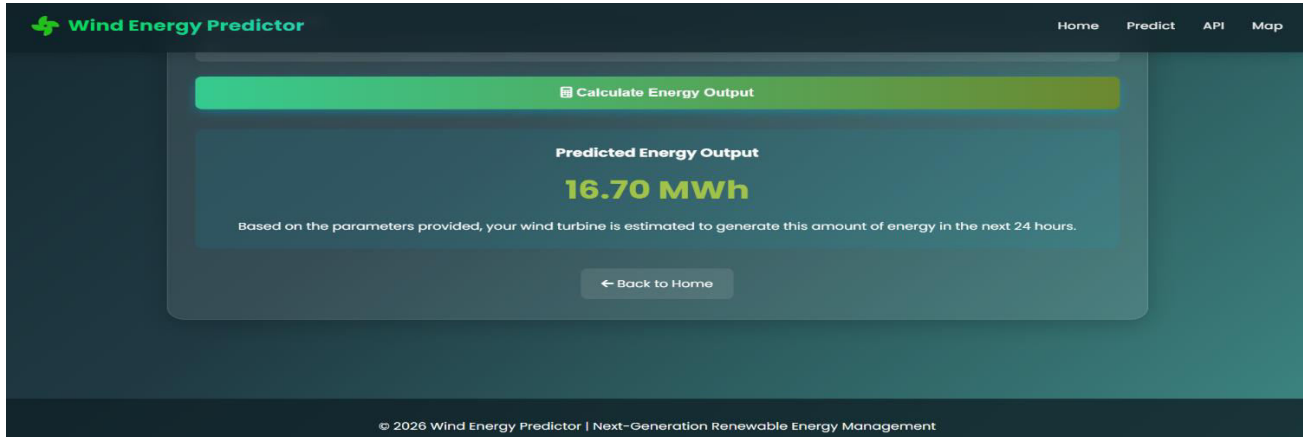 Wind Energy Predictor
Home Predict API Map
Calculate Energy Output
Predicted Energy Output
16.70 MWh
Based on the parameters provided, your wind turbine is estimated to generate this amount of energy in the next 24 hours.
← Back to Home
© 2026 Wind Energy Predictor | Next-Generation Renewable Energy Management